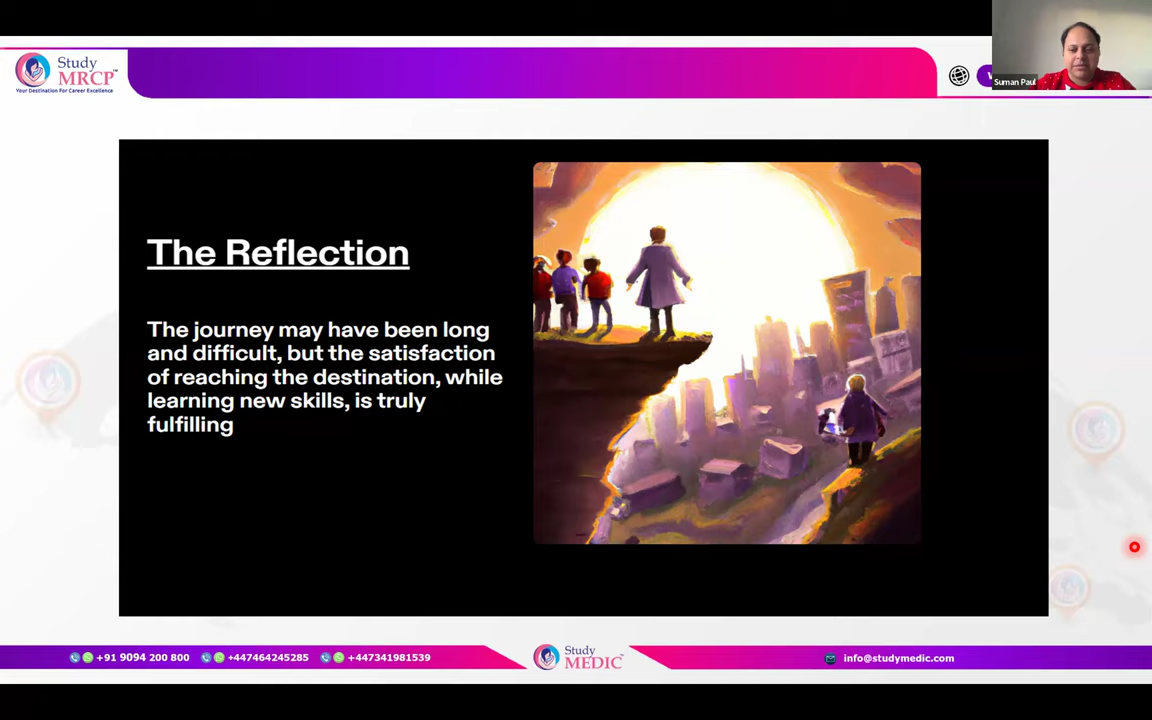 Study
MRCP™
Your Destination For Career Excellence
Suman Paul
The Reflection
The journey may have been long
and difficult, but the satisfaction
of reaching the destination, while
learning new skills, is truly
fulfilling
+91 9094 200 800
+447464245285
+447341981539
Study
MEDIC™
info@studymedic.com